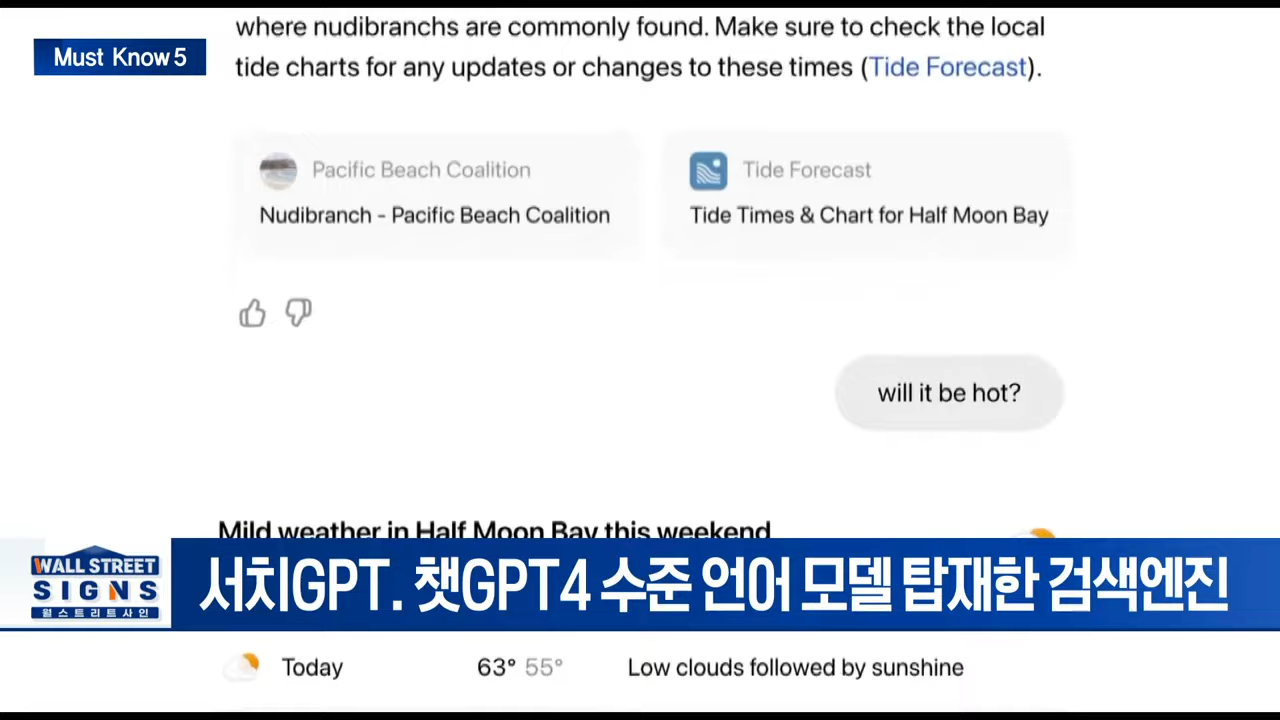 where nudibranchs are commonly found. Make sure to check the local
Must Know 5
tide charts for any updates or changes to these times (Tide Forecast).
Pacific Beach Coalition
Nudibranch - Pacific Beach Coalition
Tide Forecast
Tide Times & Chart for Half Moon Bay
will it be hot?
Mild weather in Half Moon Bay this weekend
WALL STREET
SIGNS
월스트리트사인
서치GPT. 챗GPT4 수준 언어 모델 탑재한 검색엔진
Today 63° 55° Low clouds followed by sunshine